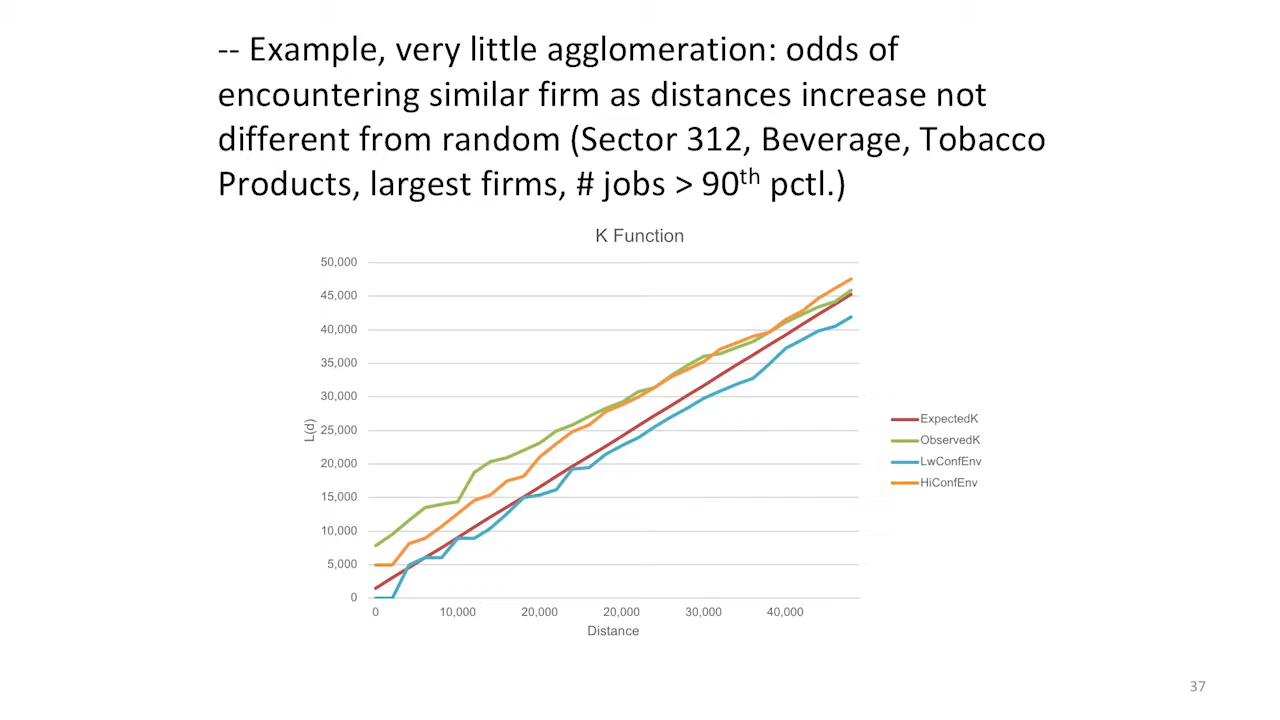 -- Example, very little agglomeration: odds of
encountering similar firm as distances increase not
different from random (Sector 312, Beverage, Tobacco
Products, largest firms, # jobs > 90th pctl.)
K Function
50,000
45,000
40,000
35,000
30,000
25,000
20,000
15,000
10,000
5,000
0
L(d)
0 10,000 20,000 20,000 30,000 40,000
Distance
ExpectedK
ObservedK
LwConfEnv
HiConfEnv
37